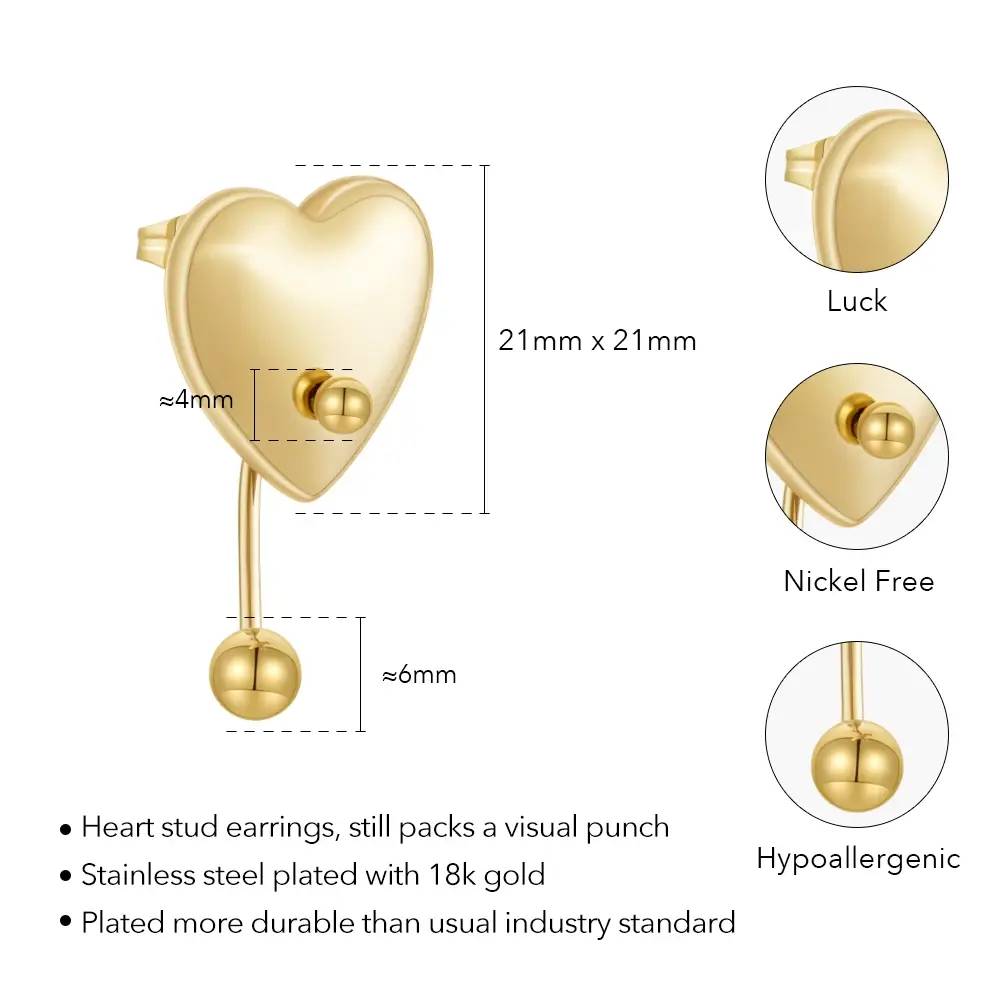 Luck
21mm x 21mm
≈4mm
Nickel Free
≈6mm
• Heart stud earrings, still packs a visual punch
• Stainless steel plated with 18k gold
• Plated more durable than usual industry standard
Hypoallergenic